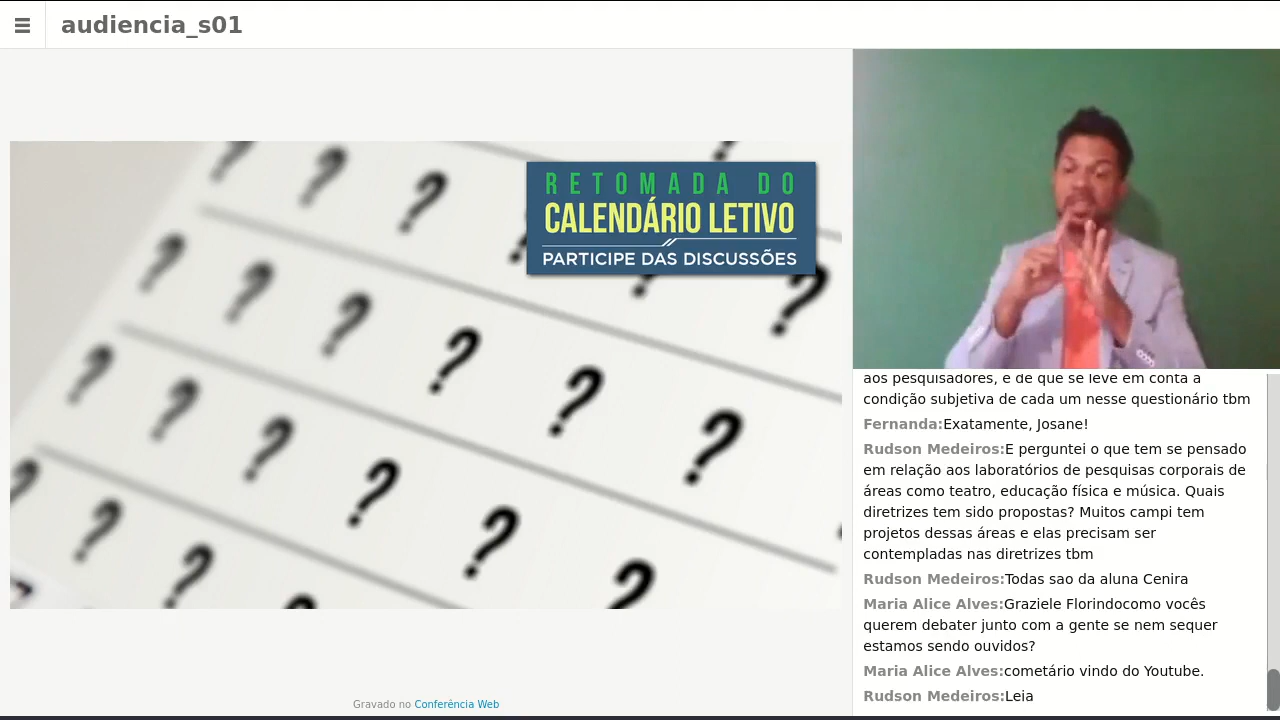 audiencia_s01
RETOMADA DO
CALENDÁRIO LETIVO
PARTICIPE DAS DISCUSSÕES
aos pesquisadores, e de que se leve em conta a
condição subjetiva de cada um nesse questionário tbm
Fernanda:Exatamente, Josane!
Rudson Medeiros:E perguntei o que tem se pensado
em relação aos laboratórios de pesquisas corporais de
áreas como teatro, educação física e música. Quais
diretrizes tem sido propostas? Muitos campi tem
projetos dessas áreas e elas precisam ser
contempladas nas diretrizes tbm
Rudson Medeiros:Todas sao da aluna Cenira
Maria Alice Alves:Graziele Florindocomo vocês
querem debater junto com a gente se nem sequer
estamos sendo ouvidos?
Maria Alice Alves:cometário vindo do Youtube.
Rudson Medeiros:Leia
Gravado no Conferência Web